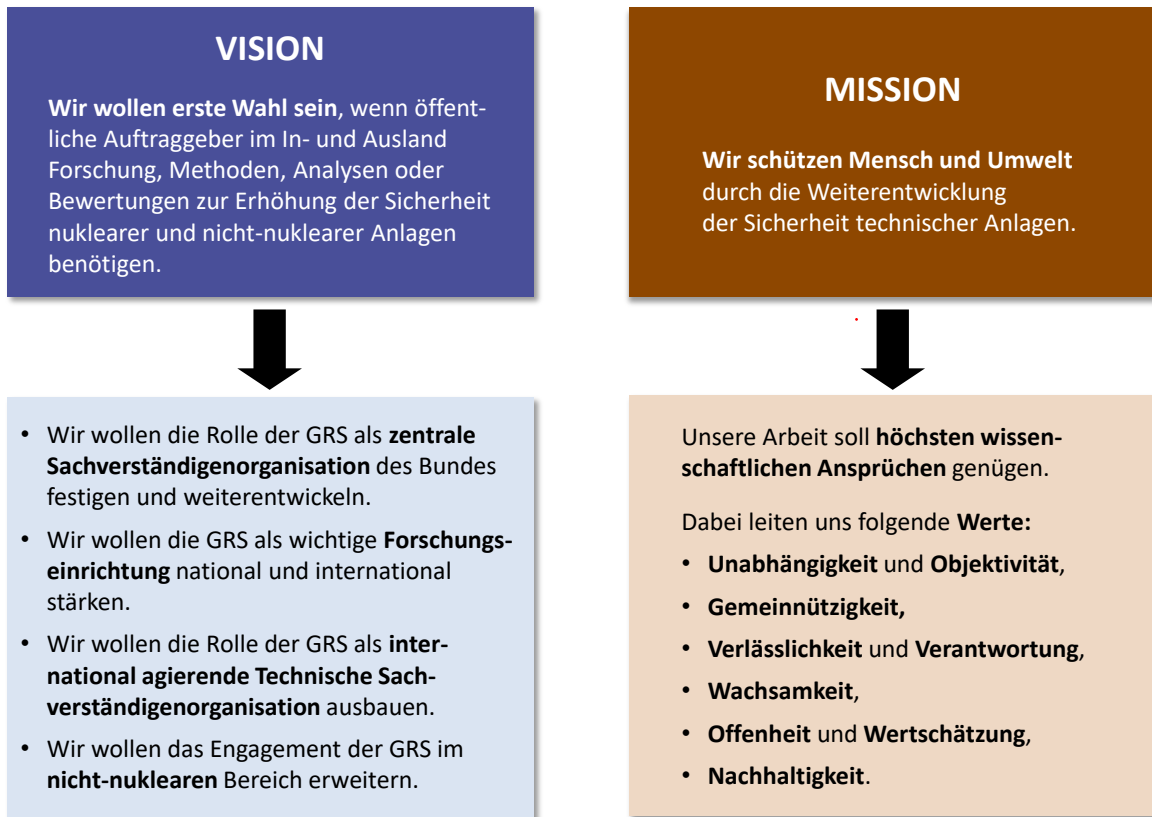 VISION
Wir wollen erste Wahl sein, wenn öffent-
liche Auftraggeber im In- und Ausland
Forschung, Methoden, Analysen oder
Bewertungen zur Erhöhung der Sicherheit
nuklearer und nicht-nuklearer Anlagen
benötigen.
• Wir wollen die Rolle der GRS als zentrale
Sachverständigenorganisation des Bundes
festigen und weiterentwickeln.
• Wir wollen die GRS als wichtige Forschungs-
einrichtung national und international
stärken.
• Wir wollen die Rolle der GRS als inter-
national agierende Technische Sach-
verständigenorganisation ausbauen.
• Wir wollen das Engagement der GRS im
nicht-nuklearen Bereich erweitern.
MISSION
Wir schützen Mensch und Umwelt
durch die Weiterentwicklung
der Sicherheit technischer Anlagen.
Unsere Arbeit soll höchsten wissen-
schaftlichen Ansprüchen genügen.
Dabei leiten uns folgende Werte:
• Unabhängigkeit und Objektivität,
• Gemeinnützigkeit,
• Verlässlichkeit und Verantwortung,
• Wachsamkeit,
• Offenheit und Wertschätzung,
• Nachhaltigkeit.